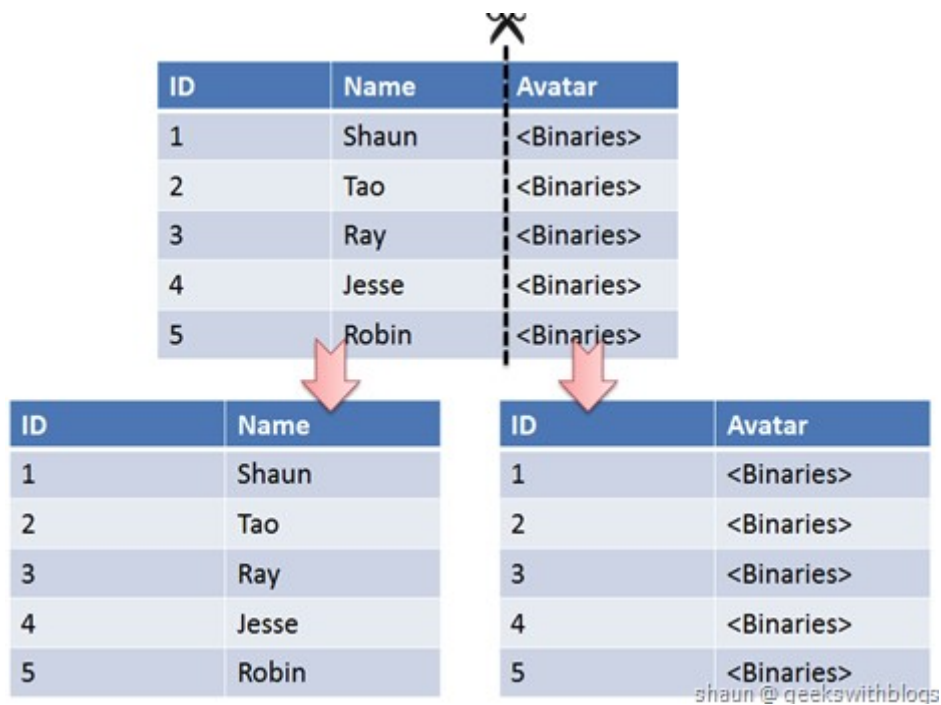 ID Name Avatar
1 Shaun <Binaries>
2 Tao <Binaries>
3 Ray <Binaries>
4 Jesse <Binaries>
5 Robin <Binaries>
ID Name
1 Shaun
2 Tao
3 Ray
4 Jesse
5 Robin
ID Avatar
1 <Binaries>
2 <Binaries>
3 <Binaries>
4 <Binaries>
5 <Binaries>
shaun @ geekswithblogs